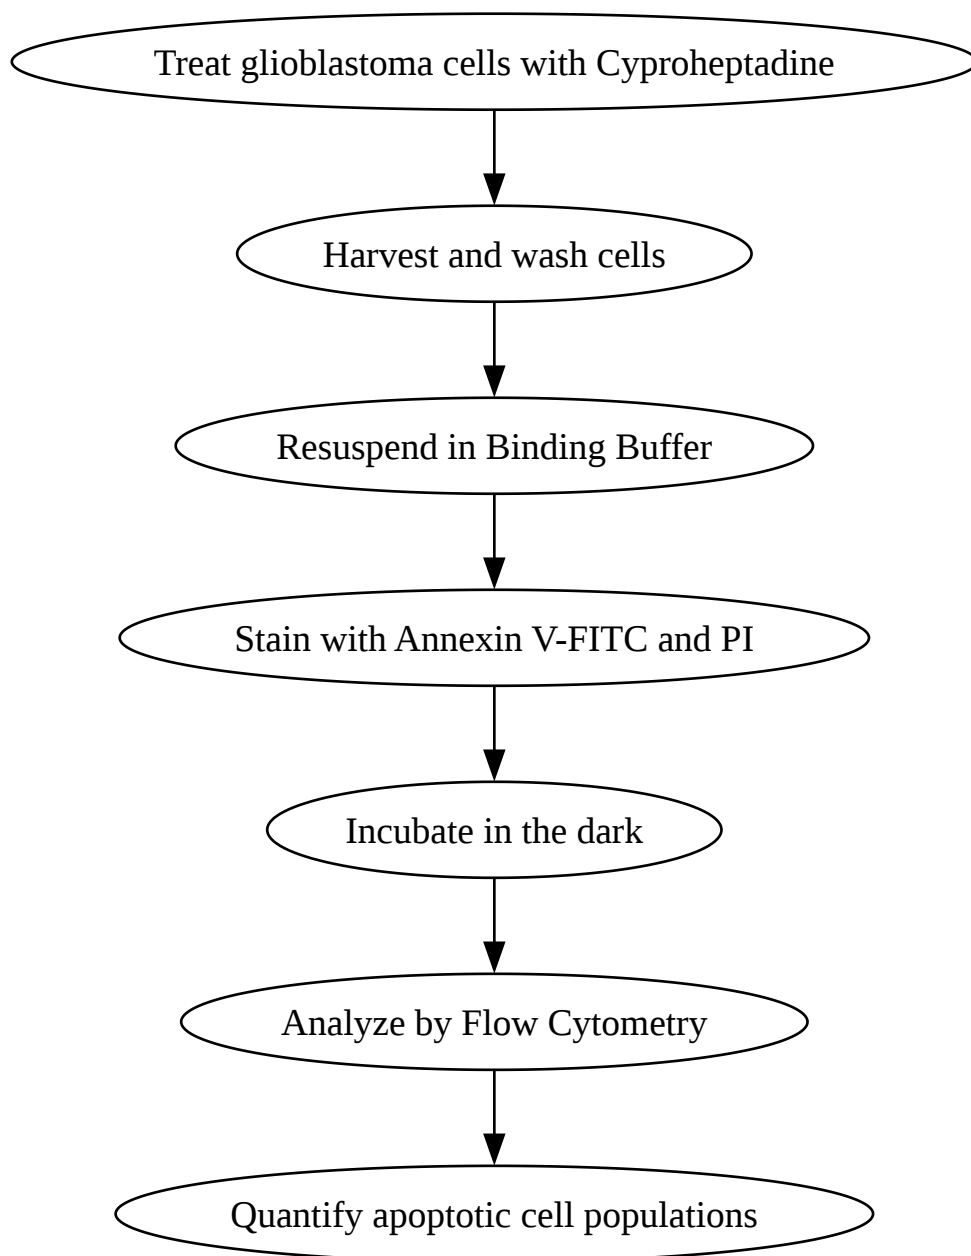 Treat glioblastoma cells with Cyproheptadine
Harvest and wash cells
Resuspend in Binding Buffer
Stain with Annexin V-FITC and PI
Incubate in the dark
Analyze by Flow Cytometry
Quantify apoptotic cell populations